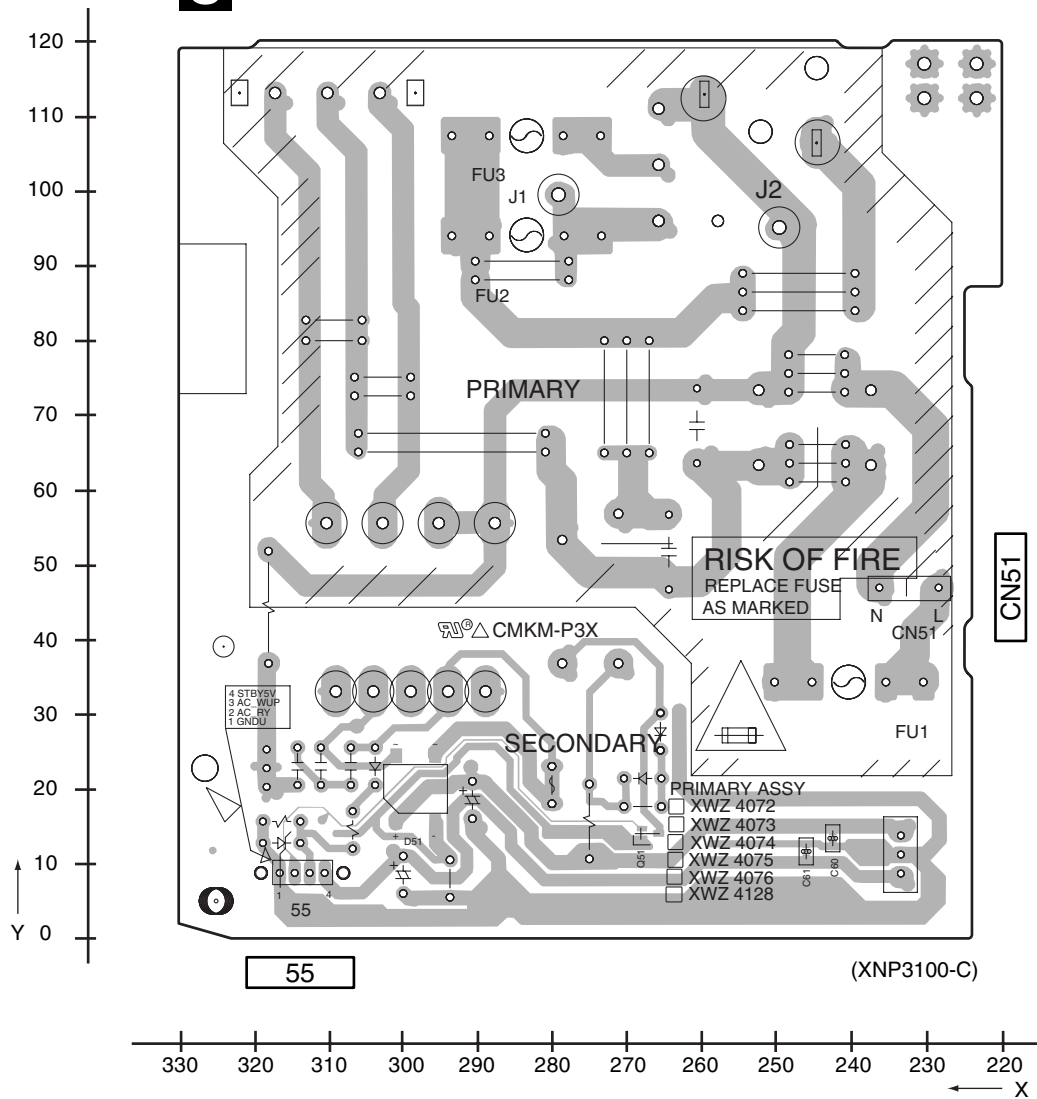 120
110
100
90
80
70
60
50
40
30
20
10
Y 0
FU3
J1
J2
FU2
PRIMARY
RISK OF FIRE
REPLACE FUSE
AS MARKED
N
L
CN51
CN51
® CMKM-P3X
4 STBY5V
3 AC_WUP
2 AC_RY
1 GNDU
FU1
SECONDARY
PRIMARY ASSY
XWZ 4072
XWZ 4073
XWZ 4074
XWZ 4075
XWZ 4076
XWZ 4128
D51
Q51
C61
C60
1
4
55
55
(XNP3100-C)
330 320 310 300 290 280 270 260 250 240 230 220
X